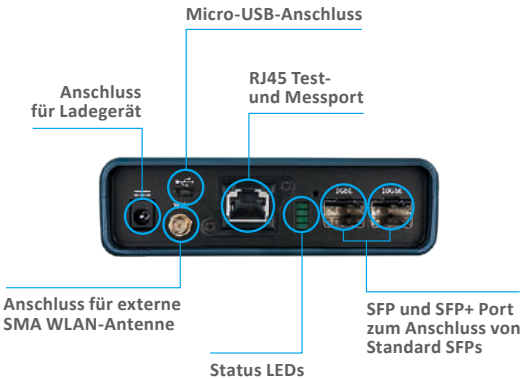 Micro-USB-Anschluss
RJ45 Test-
und Messport
Anschluss
für Ladegerät
1GbE
10GbE
Anschluss für externe
SMA WLAN-Antenne
SFP und SFP+ Port
zum Anschluss von
Standard SFPs
Status LEDs